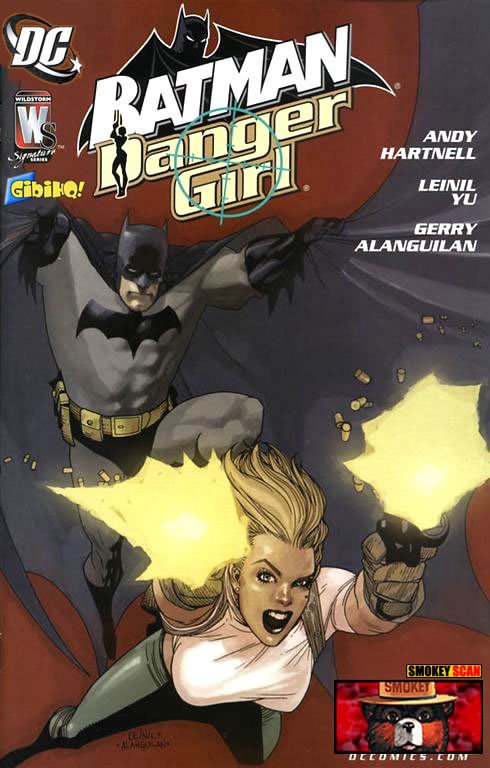 DC
BATMAN
Danger
Girl
WILDSTORM
WS
Signature
SERIES
TM
GibiHQ!
ANDY
HARTNELL
LEINIL
YU
GERRY
ALANGUILAN
LEINIL
ALANGUILAN
SMOKEY SCAN
SMOKEY
DCCOMICS.COM